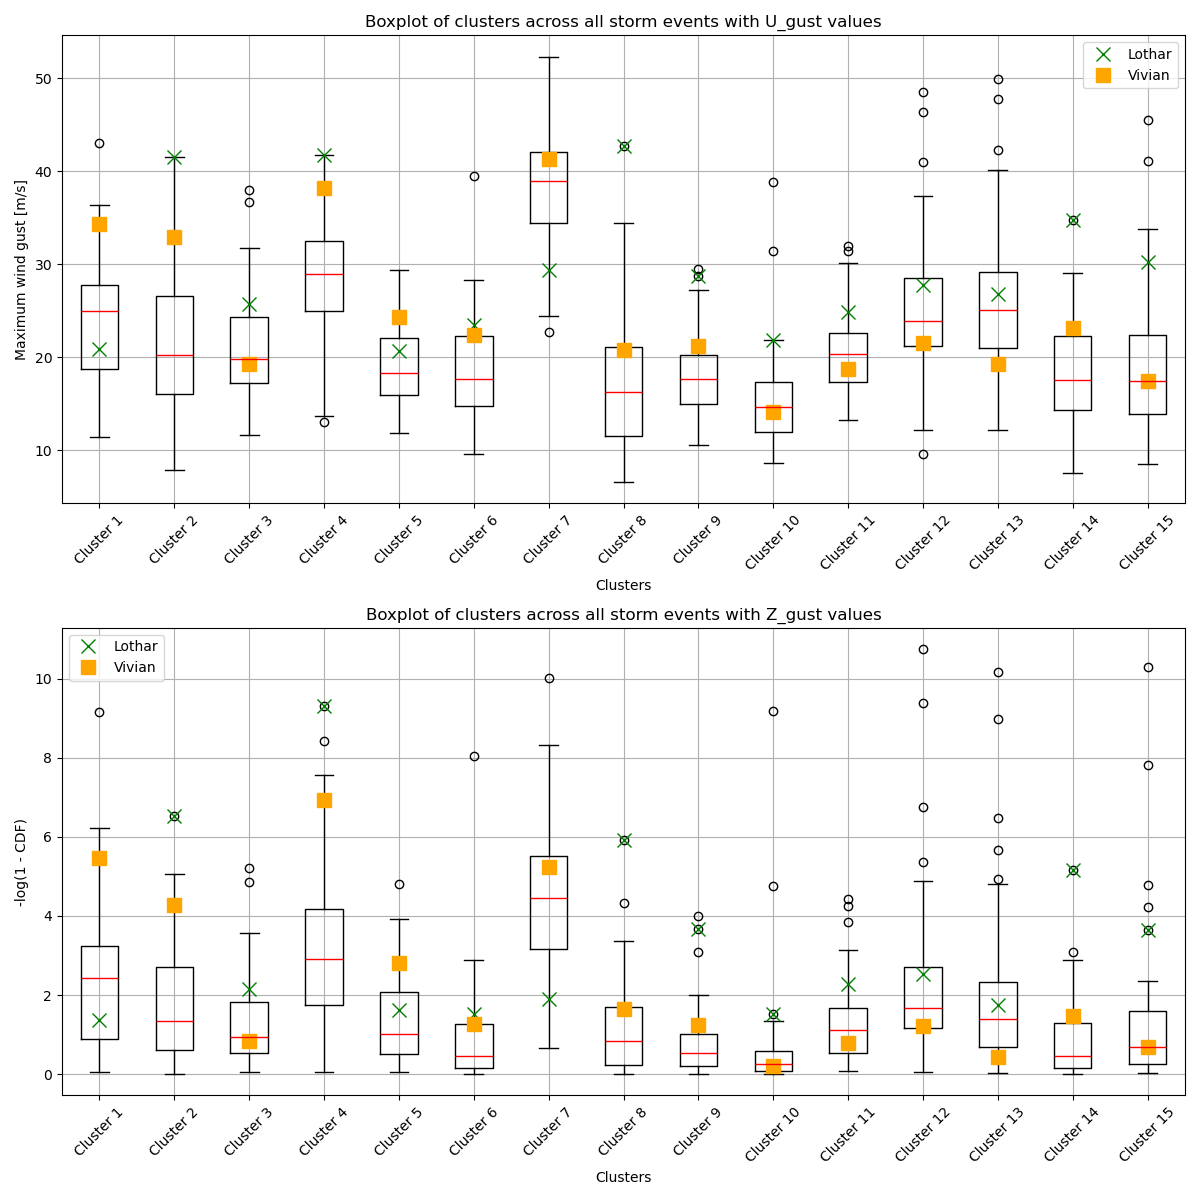 Boxplot of clusters across all storm events with U_gust values
Lothar
Vivian
Maximum wind gust [m/s]
50
40
30
20
10
Cluster 1
Cluster 2
Cluster 3
Cluster 4
Cluster 5
Cluster 6
Cluster 7
Cluster 8
Cluster 9
Cluster 10
Cluster 11
Cluster 12
Cluster 13
Cluster 14
Cluster 15
Clusters
Boxplot of clusters across all storm events with Z_gust values
Lothar
Vivian
-log(1 - CDF)
10
8
6
4
2
0
Cluster 1
Cluster 2
Cluster 3
Cluster 4
Cluster 5
Cluster 6
Cluster 7
Cluster 8
Cluster 9
Cluster 10
Cluster 11
Cluster 12
Cluster 13
Cluster 14
Cluster 15
Clusters